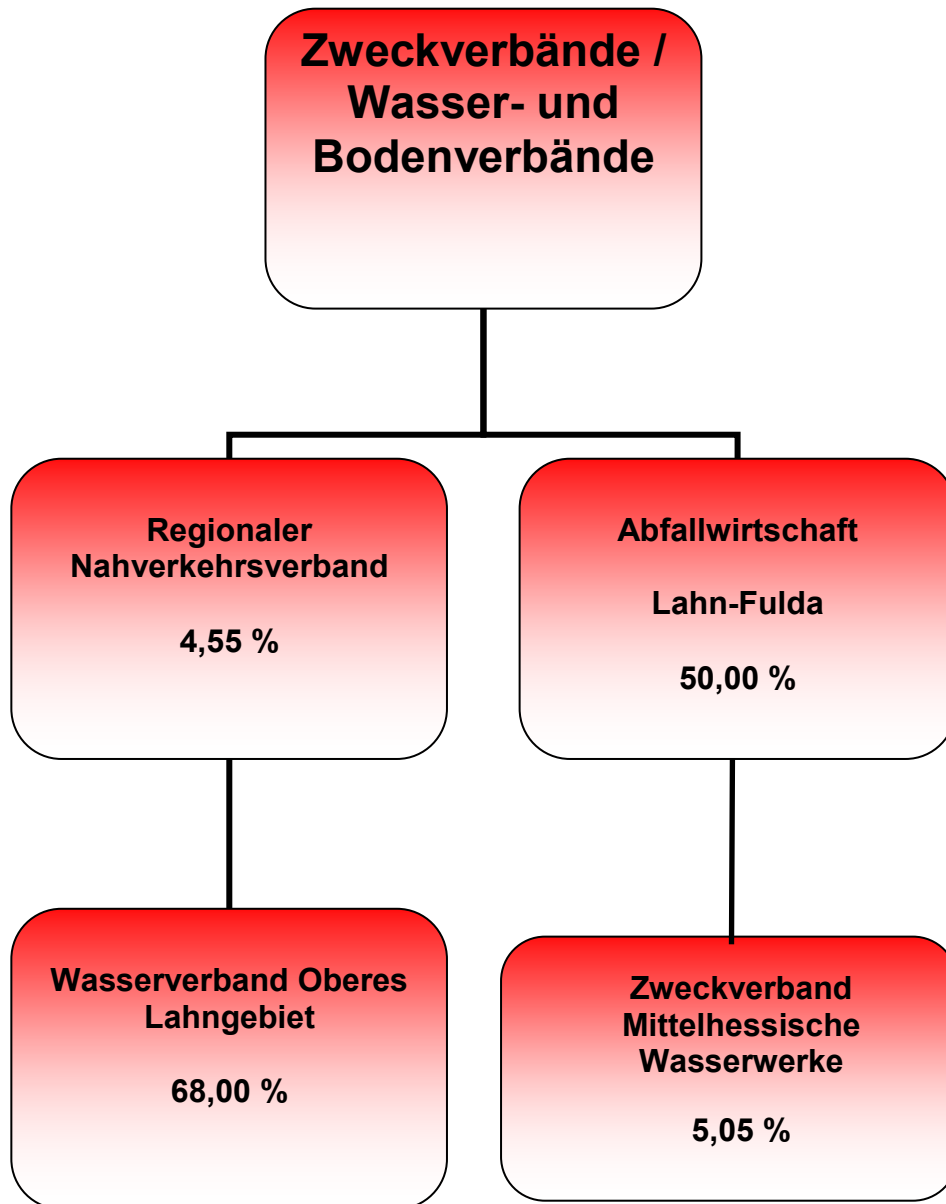 Zweckverbände /
Wasser- und
Bodenverbände
Regionaler
Nahverkehrsverband
4,55 %
Abfallwirtschaft
Lahn-Fulda
50,00 %
Wasserverband Oberes
Lahngebiet
68,00 %
Zweckverband
Mittelhessische
Wasserwerke
5,05 %